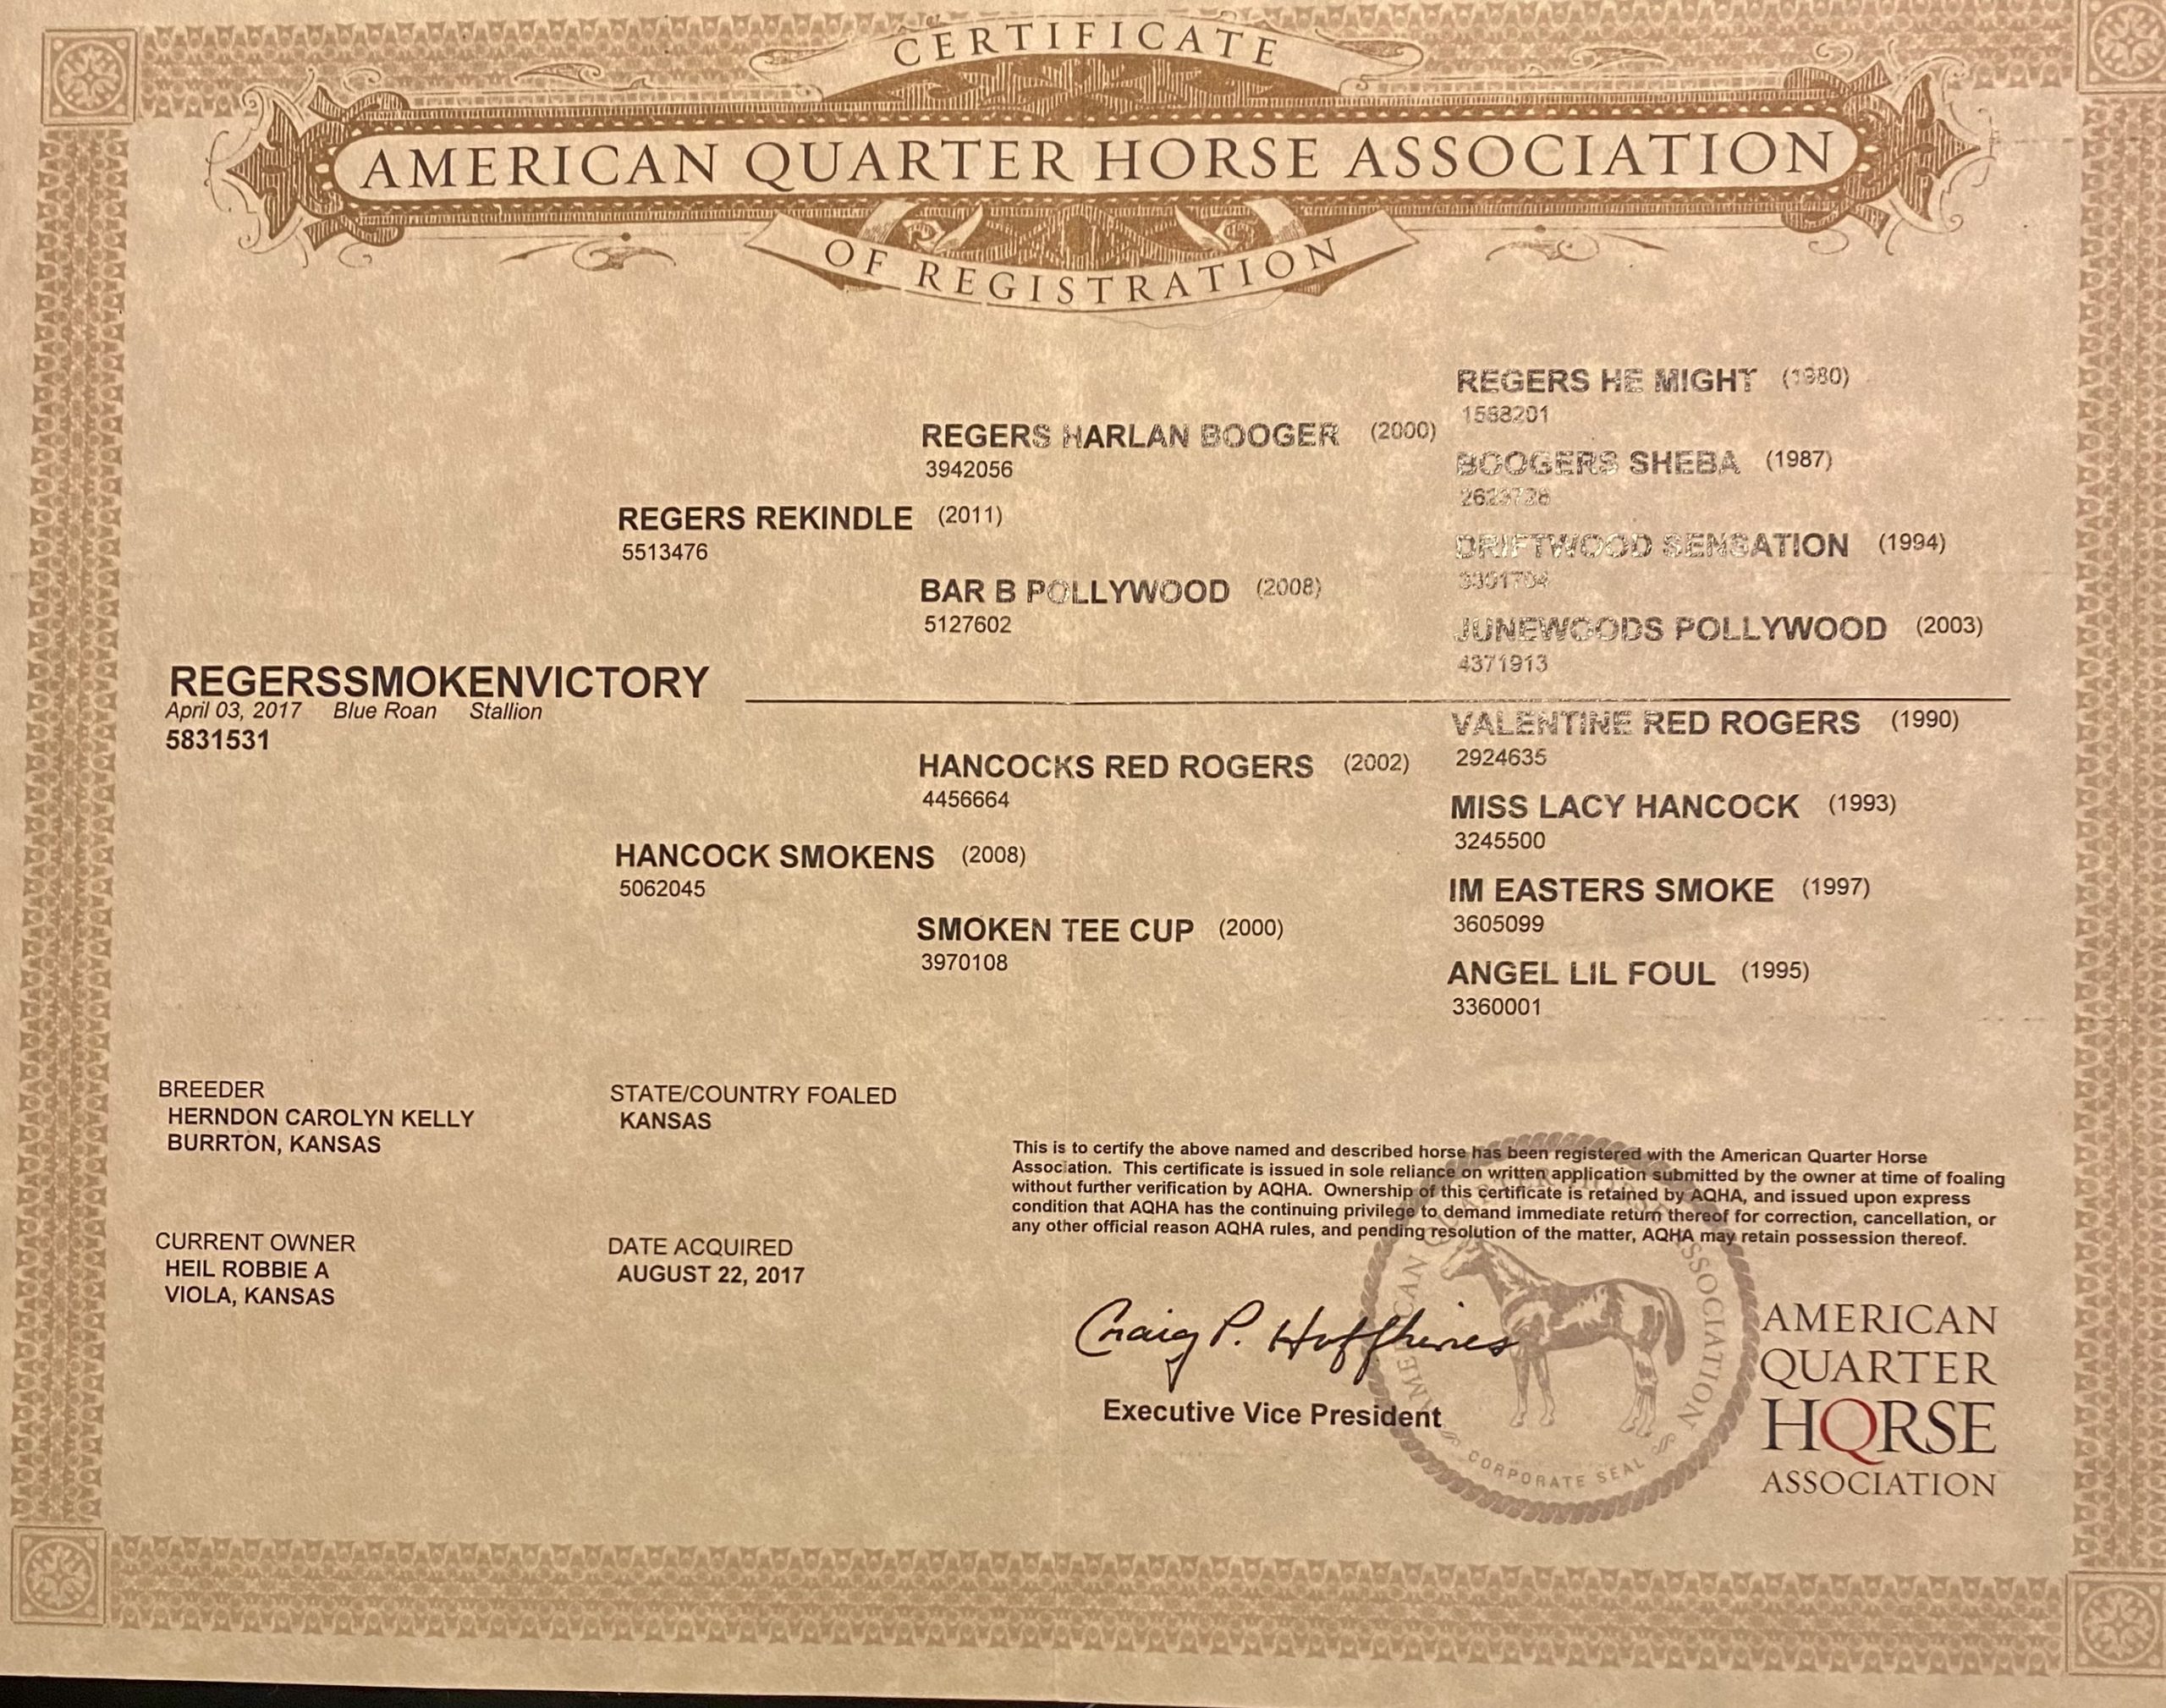 CERTIFICATE
AMERICAN QUARTER HORSE ASSOCIATION
OF REGISTRATION
REGERS HE MIGHT (1980)
1588201
REGERS HARLAN BOOGER (2000)
3942056
BOOGERS SHEBA (1987)
REGERS REKINDLE (2011)
5513476
DRIFTWOOD SENSATION (1994)
BAR B POLLYWOOD (2008)
5127602
JUNEWOODS POLLYWOOD (2003)
4371913
REGERSSMOKENVICTORY
April 03, 2017 Blue Roan Stallion
5831531
VALENTINE RED ROGERS (1990)
2924635
HANCOCKS RED ROGERS (2002)
4456664
MISS LACY HANCOCK (1993)
3245500
HANCOCK SMOKENS (2008)
5062045
IM EASTERS SMOKE (1997)
3605099
SMOKEN TEE CUP (2000)
3970108
ANGEL LIL FOUL (1995)
3360001
BREEDER
HERNDON CAROLYN KELLY
BURRTON, KANSAS
STATE/COUNTRY FOALED
KANSAS
CURRENT OWNER
HEIL ROBBIE A
VIOLA, KANSAS
DATE ACQUIRED
AUGUST 22, 2017
This is to certify the above named and described horse has been registered with the American Quarter Horse
Association. This certificate is issued in sole reliance on written application submitted by the owner at time of foaling
without further verification by AQHA. Ownership of this certificate is retained by AQHA, and issued upon express
condition that AQHA has the continuing privilege to demand immediate return thereof for correction, cancellation, or
any other official reason AQHA rules, and pending resolution of the matter, AQHA may retain possession thereof.
Craig P. Huffhines
Executive Vice President
AMERICAN QUARTER HORSE ASSOCIATION
CORPORATE SEAL
AMERICAN
QUARTER
HQRSE
ASSOCIATION